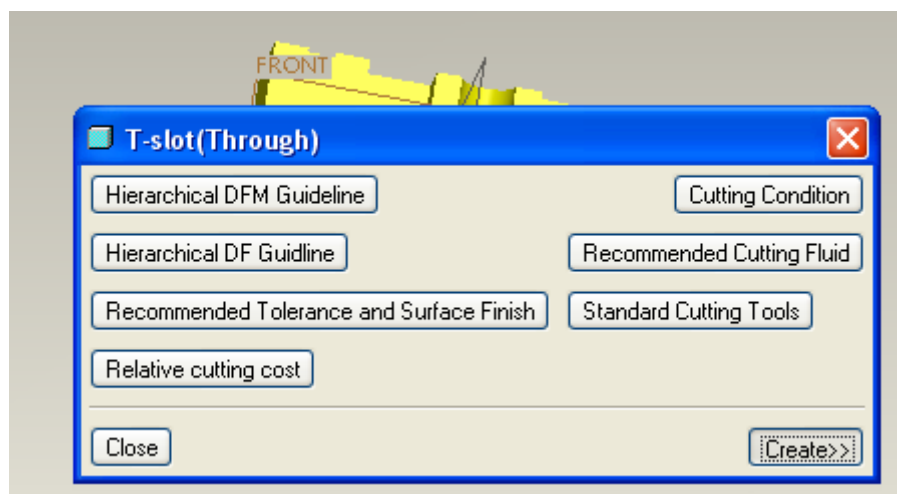 FRONT
T-slot(Through)
Hierarchical DFM Guideline
Cutting Condition
Hierarchical DF Guidline
Recommended Cutting Fluid
Recommended Tolerance and Surface Finish
Standard Cutting Tools
Relative cutting cost
Close
Create>>